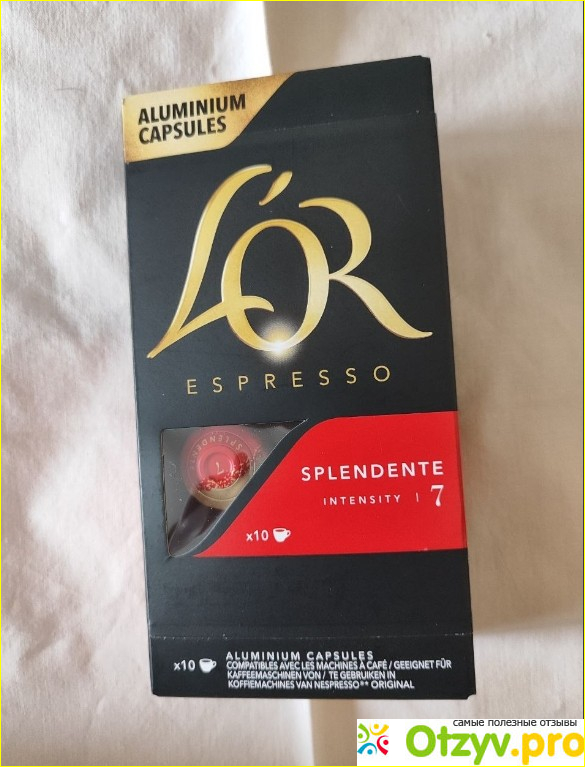 ALUMINIUM
CAPSULES
L'OR
ESPRESSO
SPLENDENTE
INTENSITY | 7
x10
x10
ALUMINIUM CAPSULES
COMPATIBLES AVEC LES MACHINES À CAFÉ / GEEIGNET FÜR
KAFFEEMASCHINEN VON / TE GEBRUIKEN IN
KOFFIEMACHINES VAN NESPRESSO** ORIGINAL
самые полезные отзывы
Otzyv.pro